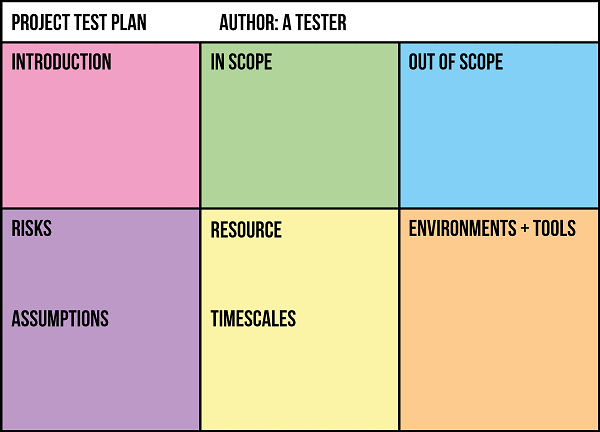 PROJECT TEST PLAN AUTHOR: A TESTER
INTRODUCTION
IN SCOPE
OUT OF SCOPE
RISKS
ASSUMPTIONS
RESOURCE
TIMESCALES
ENVIRONMENTS + TOOLS